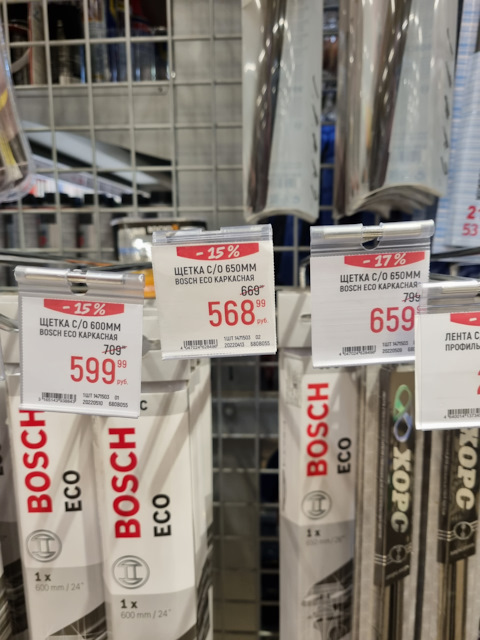 - 15 %
ЩЕТКА С/О 600ММ
BOSCH ECO КАРКАСНАЯ
709
599 99
руб.
- 15 %
ЩЕТКА С/О 650ММ
BOSCH ECO КАРКАСНАЯ
669
568 99
руб.
- 17 %
ЩЕТКА С/О 650ММ
BOSCH ECO КАРКАСНАЯ
799
659
ЛЕНТА
ПРОФИЛЬ
BOSCH
ECO
1 x
600 mm / 24"
BOSCH
ECO
1 x
600 mm / 24"
BOSCH
ECO
1 x
ХОРС
ХОРС